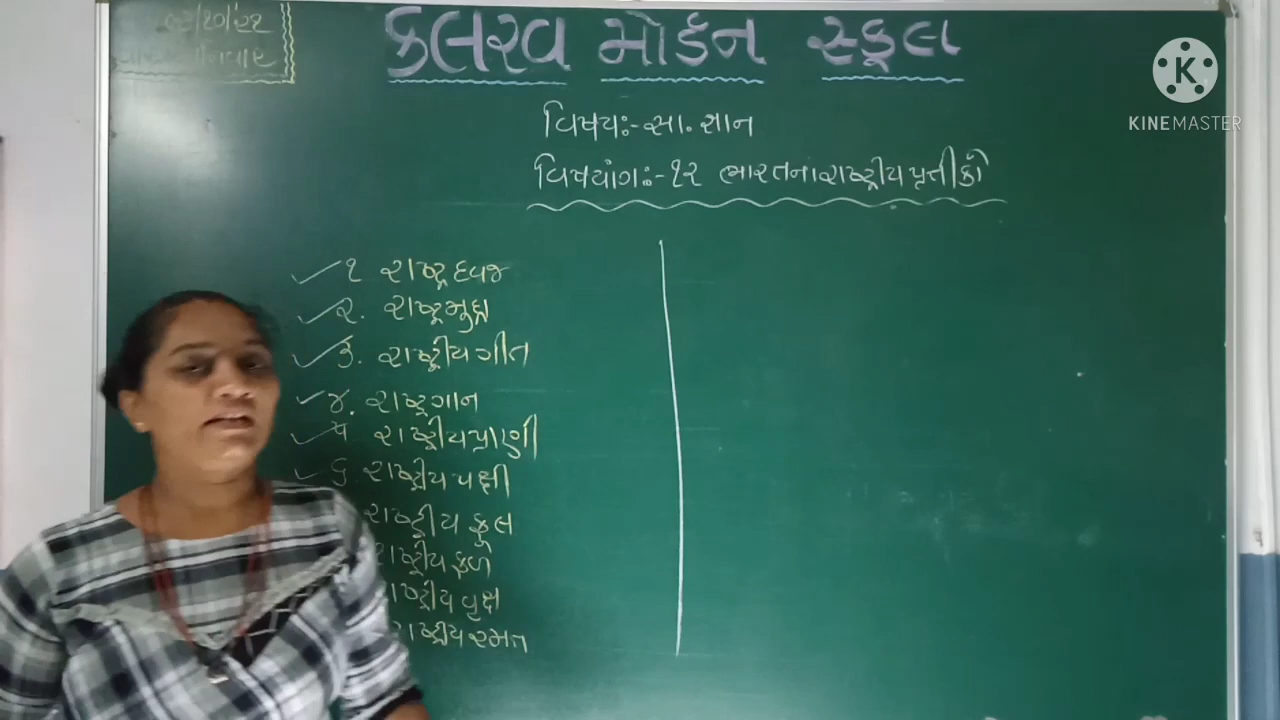 કલરવ મોર્ડન સ્કૂલ
KINEMASTER
વિષય:-સા.જ્ઞાન
વિષયાંગ:-૧૨ ભારતના રાષ્ટ્રીય પ્રતીકો
૧ રાષ્ટ્રધ્વજ
૨. રાષ્ટ્રમુદ્રા
૩. રાષ્ટ્રીય ગીત
૪. રાષ્ટ્રગાન
૫ રાષ્ટ્રીય પ્રાણી
૬ રાષ્ટ્રીય પક્ષી
રાષ્ટ્રીય ફુલ
રાષ્ટ્રીય ફળ
રાષ્ટ્રીય વૃક્ષ
રાષ્ટ્રીય રમત